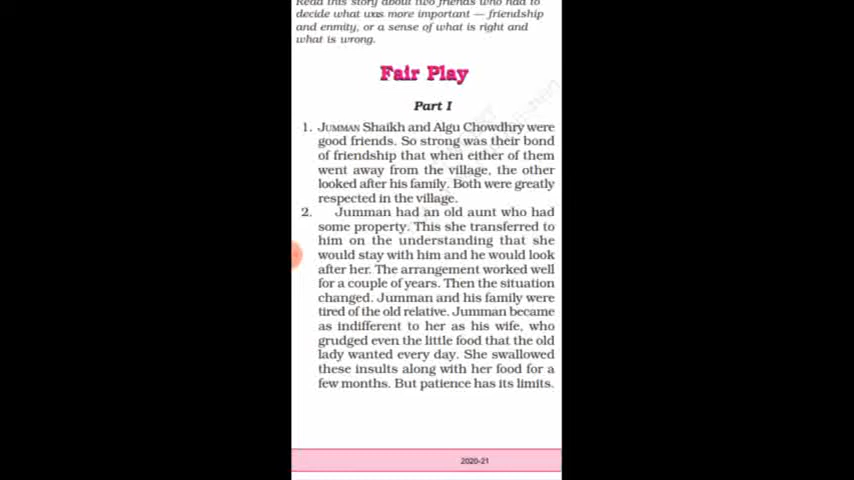 Read this story about two friends who had to
decide what was more important — friendship
and enmity, or a sense of what is right and
what is wrong.
Fair Play
Part I
1. JUMMAN Shaikh and Algu Chowdhry were
good friends. So strong was their bond
of friendship that when either of them
went away from the village, the other
looked after his family. Both were greatly
respected in the village.
2. Jumman had an old aunt who had
some property. This she transferred to
him on the understanding that she
would stay with him and he would look
after her. The arrangement worked well
for a couple of years. Then the situation
changed. Jumman and his family were
tired of the old relative. Jumman became
as indifferent to her as his wife, who
grudged even the little food that the old
lady wanted every day. She swallowed
these insults along with her food for a
few months. But patience has its limits.
2020-21